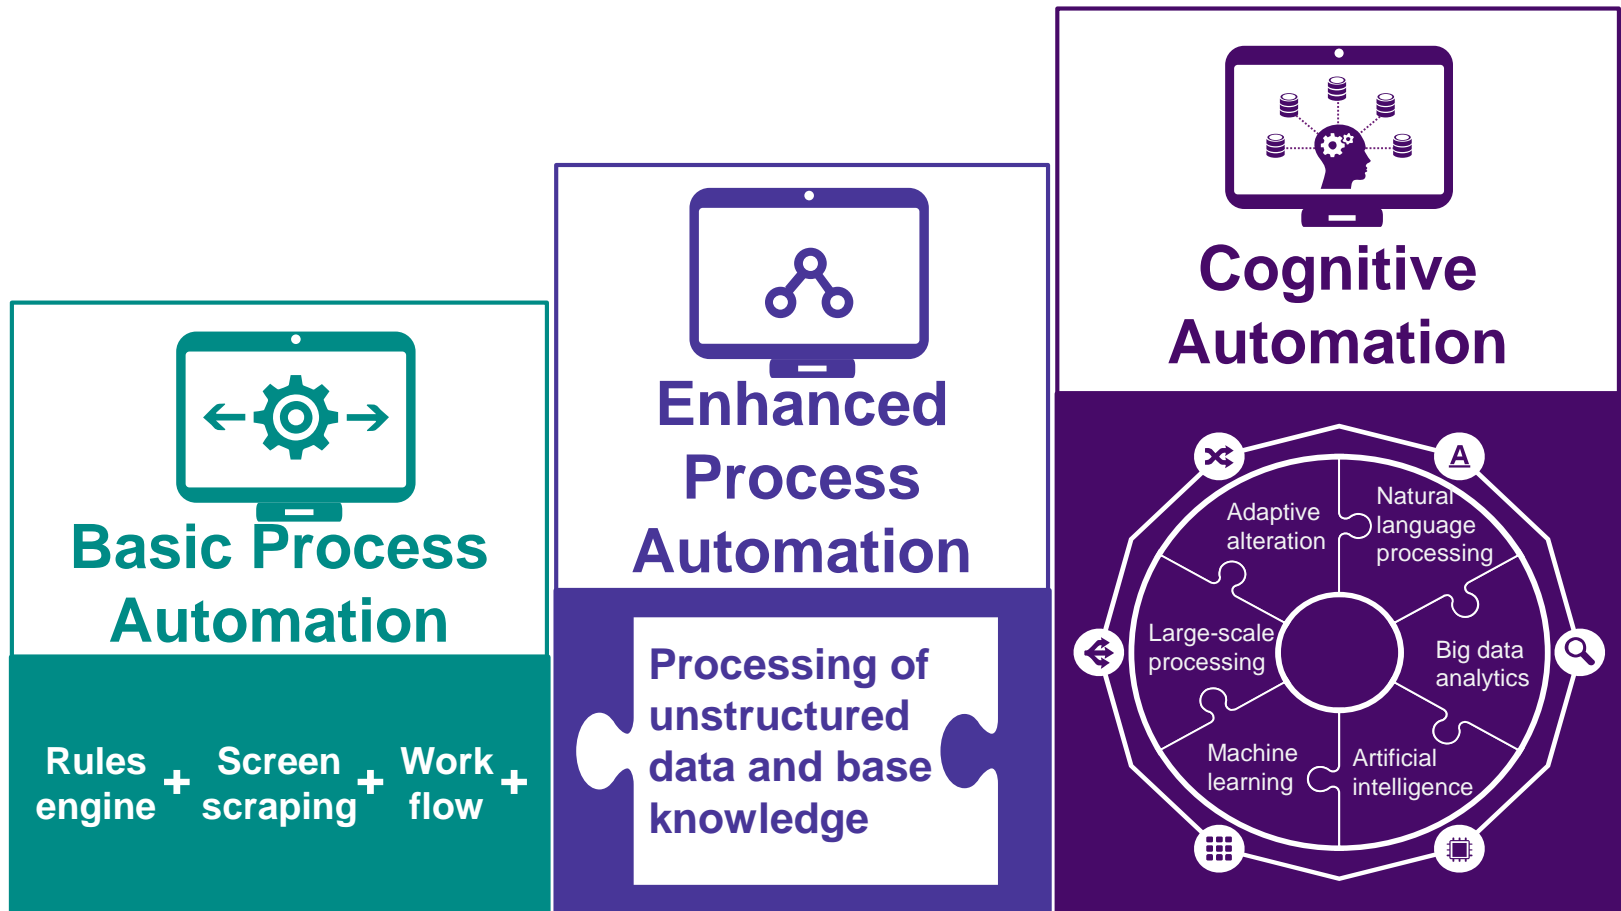 Basic Process
Automation
Rules
engine
+
Screen
scraping
+
Work
flow
+
Enhanced
Process
Automation
Processing of
unstructured
data and base
knowledge
Cognitive
Automation
A
Adaptive
alteration
Natural
language
processing
Large-scale
processing
Big data
analytics
Machine
learning
Artificial
intelligence